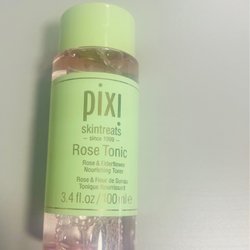 pixi
skintreats
– since 1999 –
Rose Tonic
Rose & Elderflower
Nourishing Toner
Rose & Fleur de Sureau
Tonique Nourrissant
3.4 fl.oz / 100 ml e